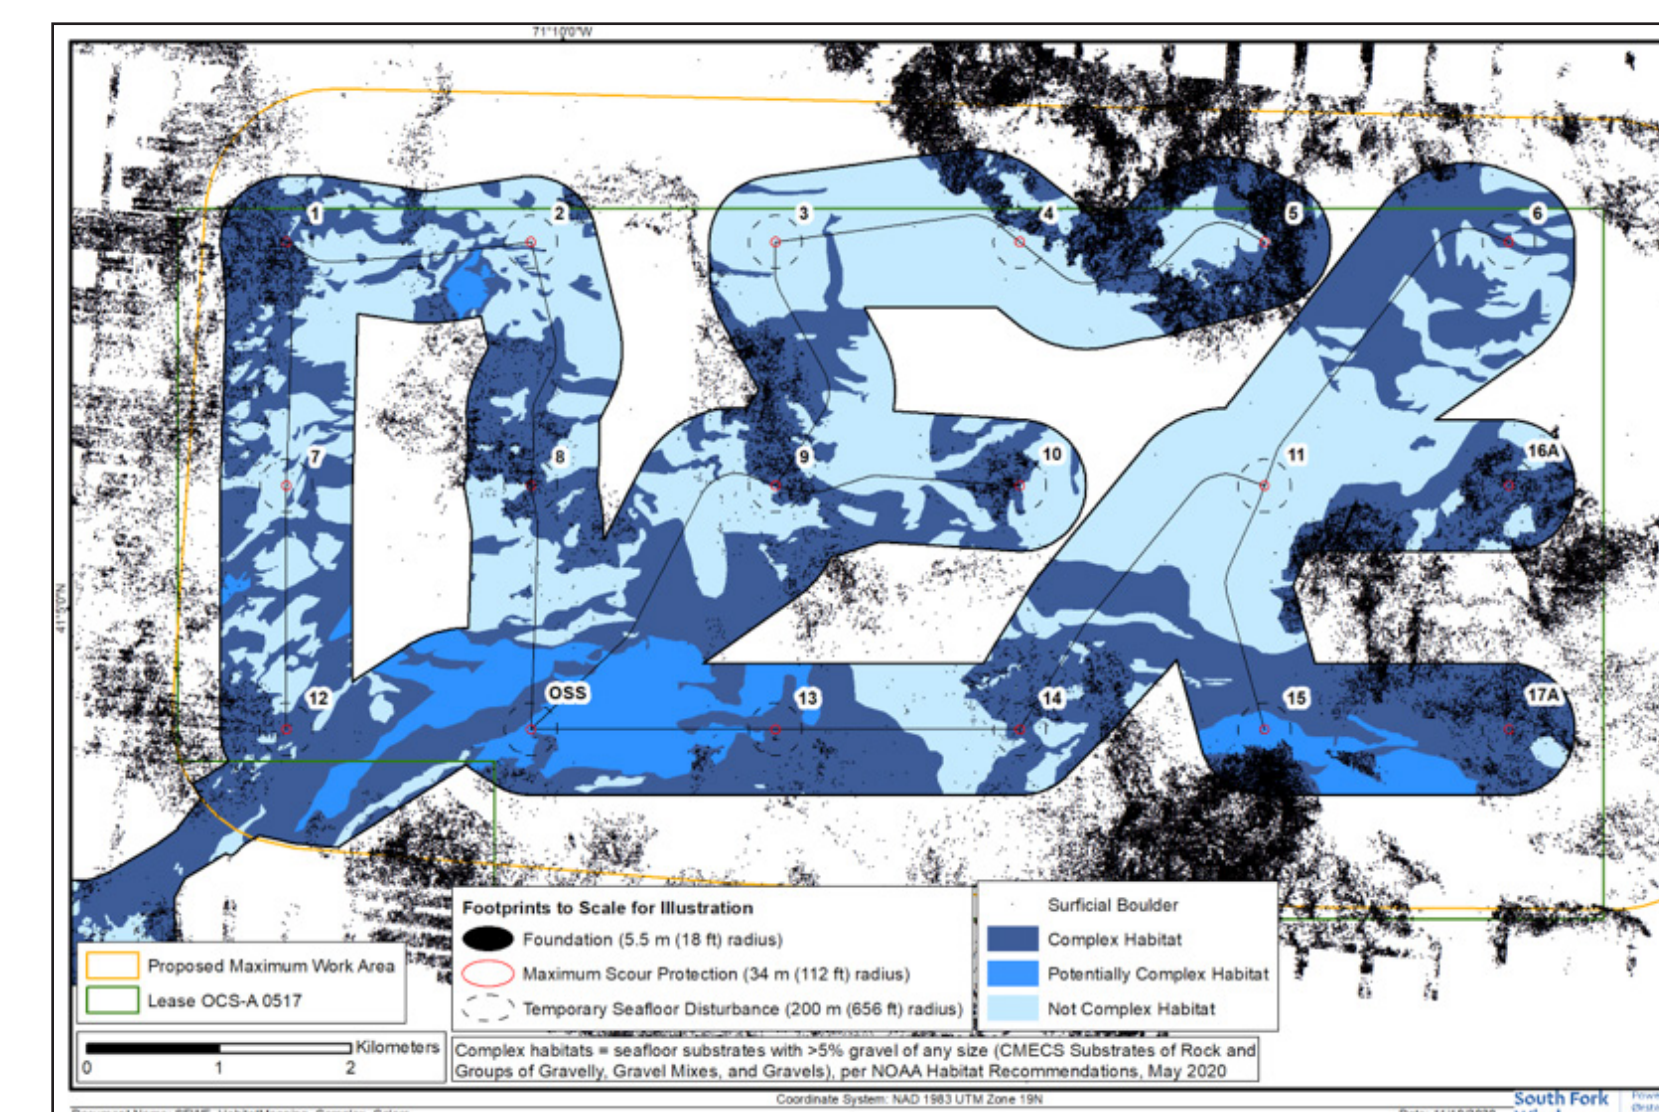 71°10'0"W
1
2
3
4
5
6
7
8
9
10
11
16A
41°5'0"N
12
OSS
13
14
15
17A
Footprints to Scale for Illustration
Foundation (5.5 m (18 ft) radius)
Maximum Scour Protection (34 m (112 ft) radius)
Temporary Seafloor Disturbance (200 m (656 ft) radius)
Surficial Boulder
Complex Habitat
Potentially Complex Habitat
Not Complex Habitat
Proposed Maximum Work Area
Lease OCS-A 0517
Kilometers
0 1 2
Complex habitats = seafloor substrates with >5% gravel of any size (CMECS Substrates of Rock and
Groups of Gravelly, Gravel Mixes, and Gravels), per NOAA Habitat Recommendations, May 2020
Coordinate System: NAD 1983 UTM Zone 19N
South Fork